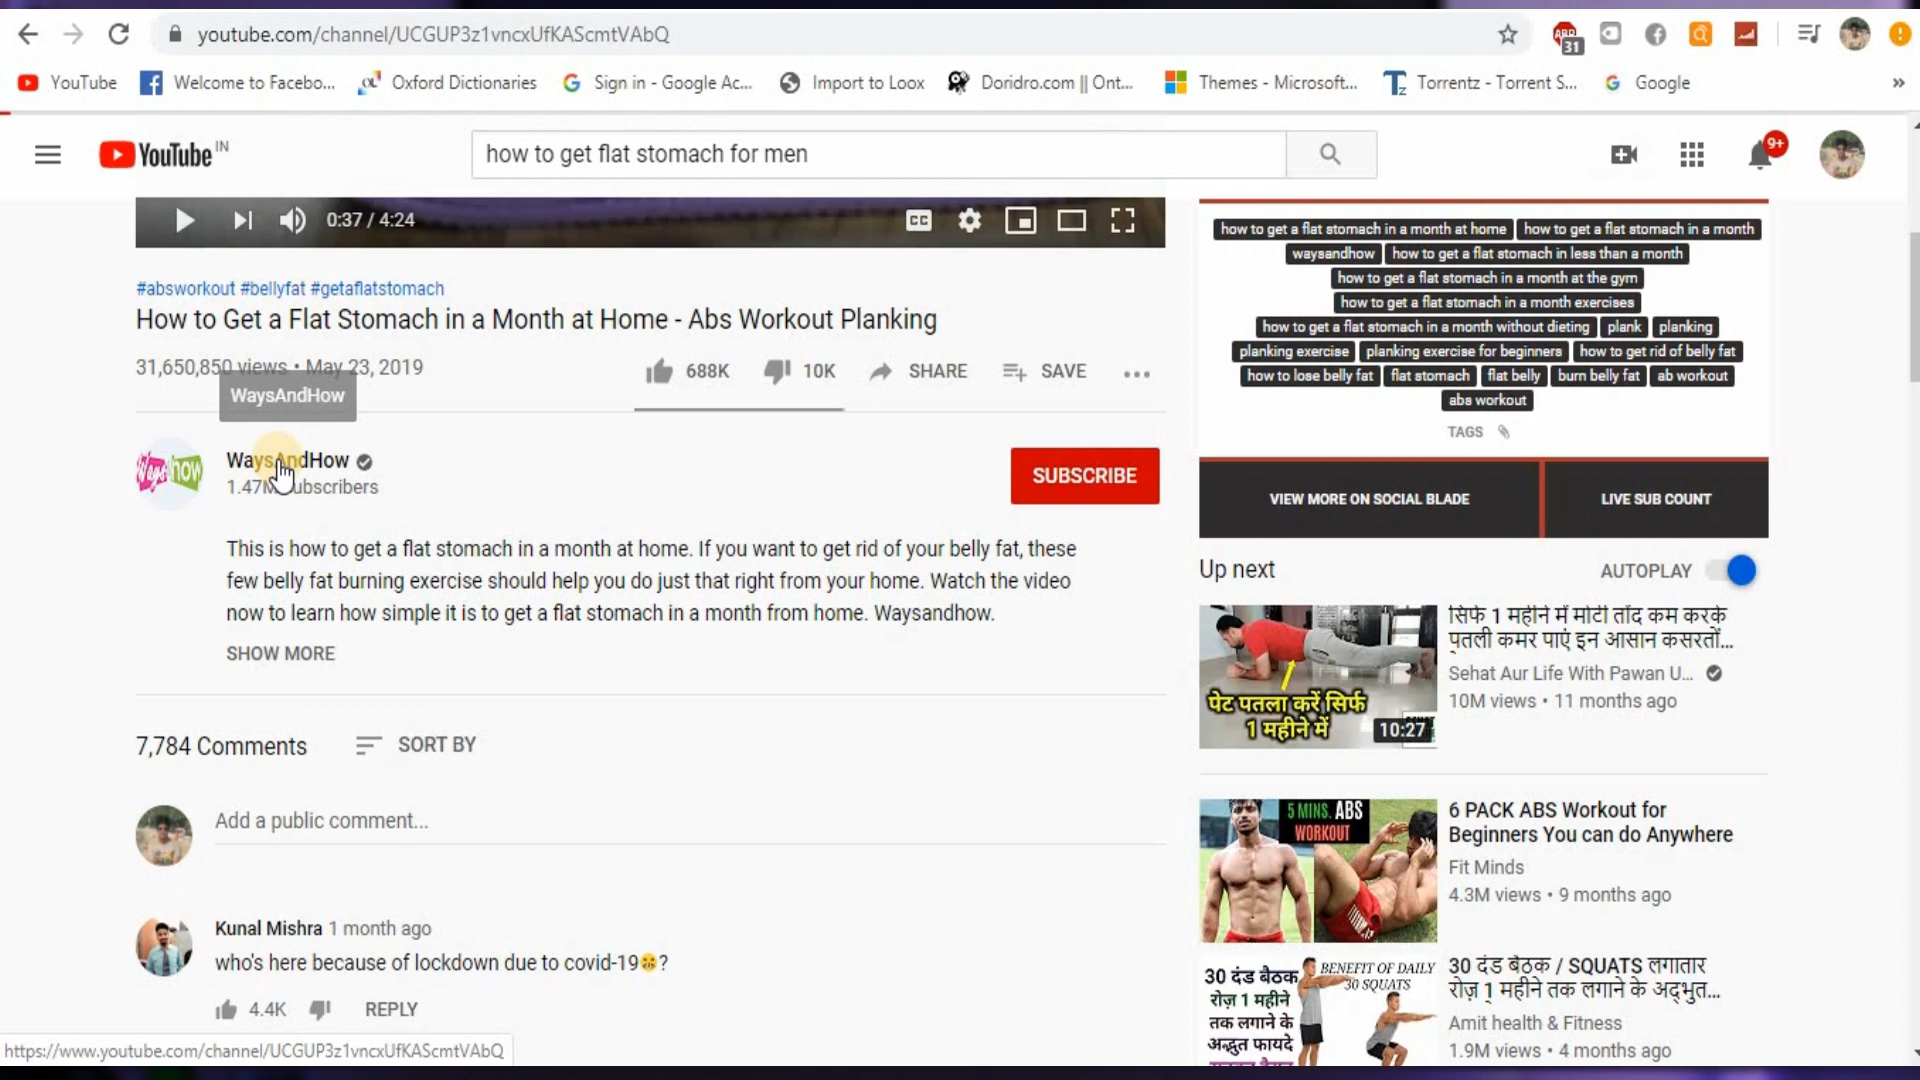 youtube.com/channel/UCGUP3z1vncxUfKAScmtVAbQ
ABP
31
YouTube
Welcome to Facebo...
Oxford Dictionaries
Sign in - Google Ac...
Import to Loox
Doridro.com || Ont...
Themes - Microsoft...
Torrentz - Torrent S...
Google
»
YouTube IN
how to get flat stomach for men
9+
0:37 / 4:24
CC
#absworkout #bellyfat #getaflatstomach
How to Get a Flat Stomach in a Month at Home - Abs Workout Planking
31,650,850 views • May 23, 2019
688K
10K
SHARE
SAVE
WaysAndHow
WaysAndHow
1.47M subscribers
SUBSCRIBE
This is how to get a flat stomach in a month at home. If you want to get rid of your belly fat, these
few belly fat burning exercise should help you do just that right from your home. Watch the video
now to learn how simple it is to get a flat stomach in a month from home. Waysandhow.
SHOW MORE
7,784 Comments
SORT BY
Add a public comment...
Kunal Mishra 1 month ago
who's here because of lockdown due to covid-19😖?
4.4K
REPLY
https://www.youtube.com/channel/UCGUP3z1vncxUfKAScmtVAbQ
how to get a flat stomach in a month at home how to get a flat stomach in a month
waysandhow how to get a flat stomach in less than a month
how to get a flat stomach in a month at the gym
how to get a flat stomach in a month exercises
how to get a flat stomach in a month without dieting plank planking
planking exercise planking exercise for beginners how to get rid of belly fat
how to lose belly fat flat stomach flat belly burn belly fat ab workout
abs workout
TAGS
VIEW MORE ON SOCIAL BLADE
LIVE SUB COUNT
Up next
AUTOPLAY
पेट पतला करें सिर्फ
1 महीने में
10:27
सिर्फ 1 महीने में मोटी तोंद कम करके
पतली कमर पाएं इन आसान कसरतों...
Sehat Aur Life With Pawan U...
10M views • 11 months ago
5 MINS. ABS
WORKOUT
6 PACK ABS Workout for
Beginners You can do Anywhere
Fit Minds
4.3M views • 9 months ago
30 दंड बैठक
रोज़ 1 महीने
तक लगाने के
अद्भुत फायदे
BENEFIT OF DAILY
30 SQUATS
30 दंड बैठक / SQUATS लगातार
रोज़ 1 महीने तक लगाने के अद्भुत...
Amit health & Fitness
1.9M views • 4 months ago